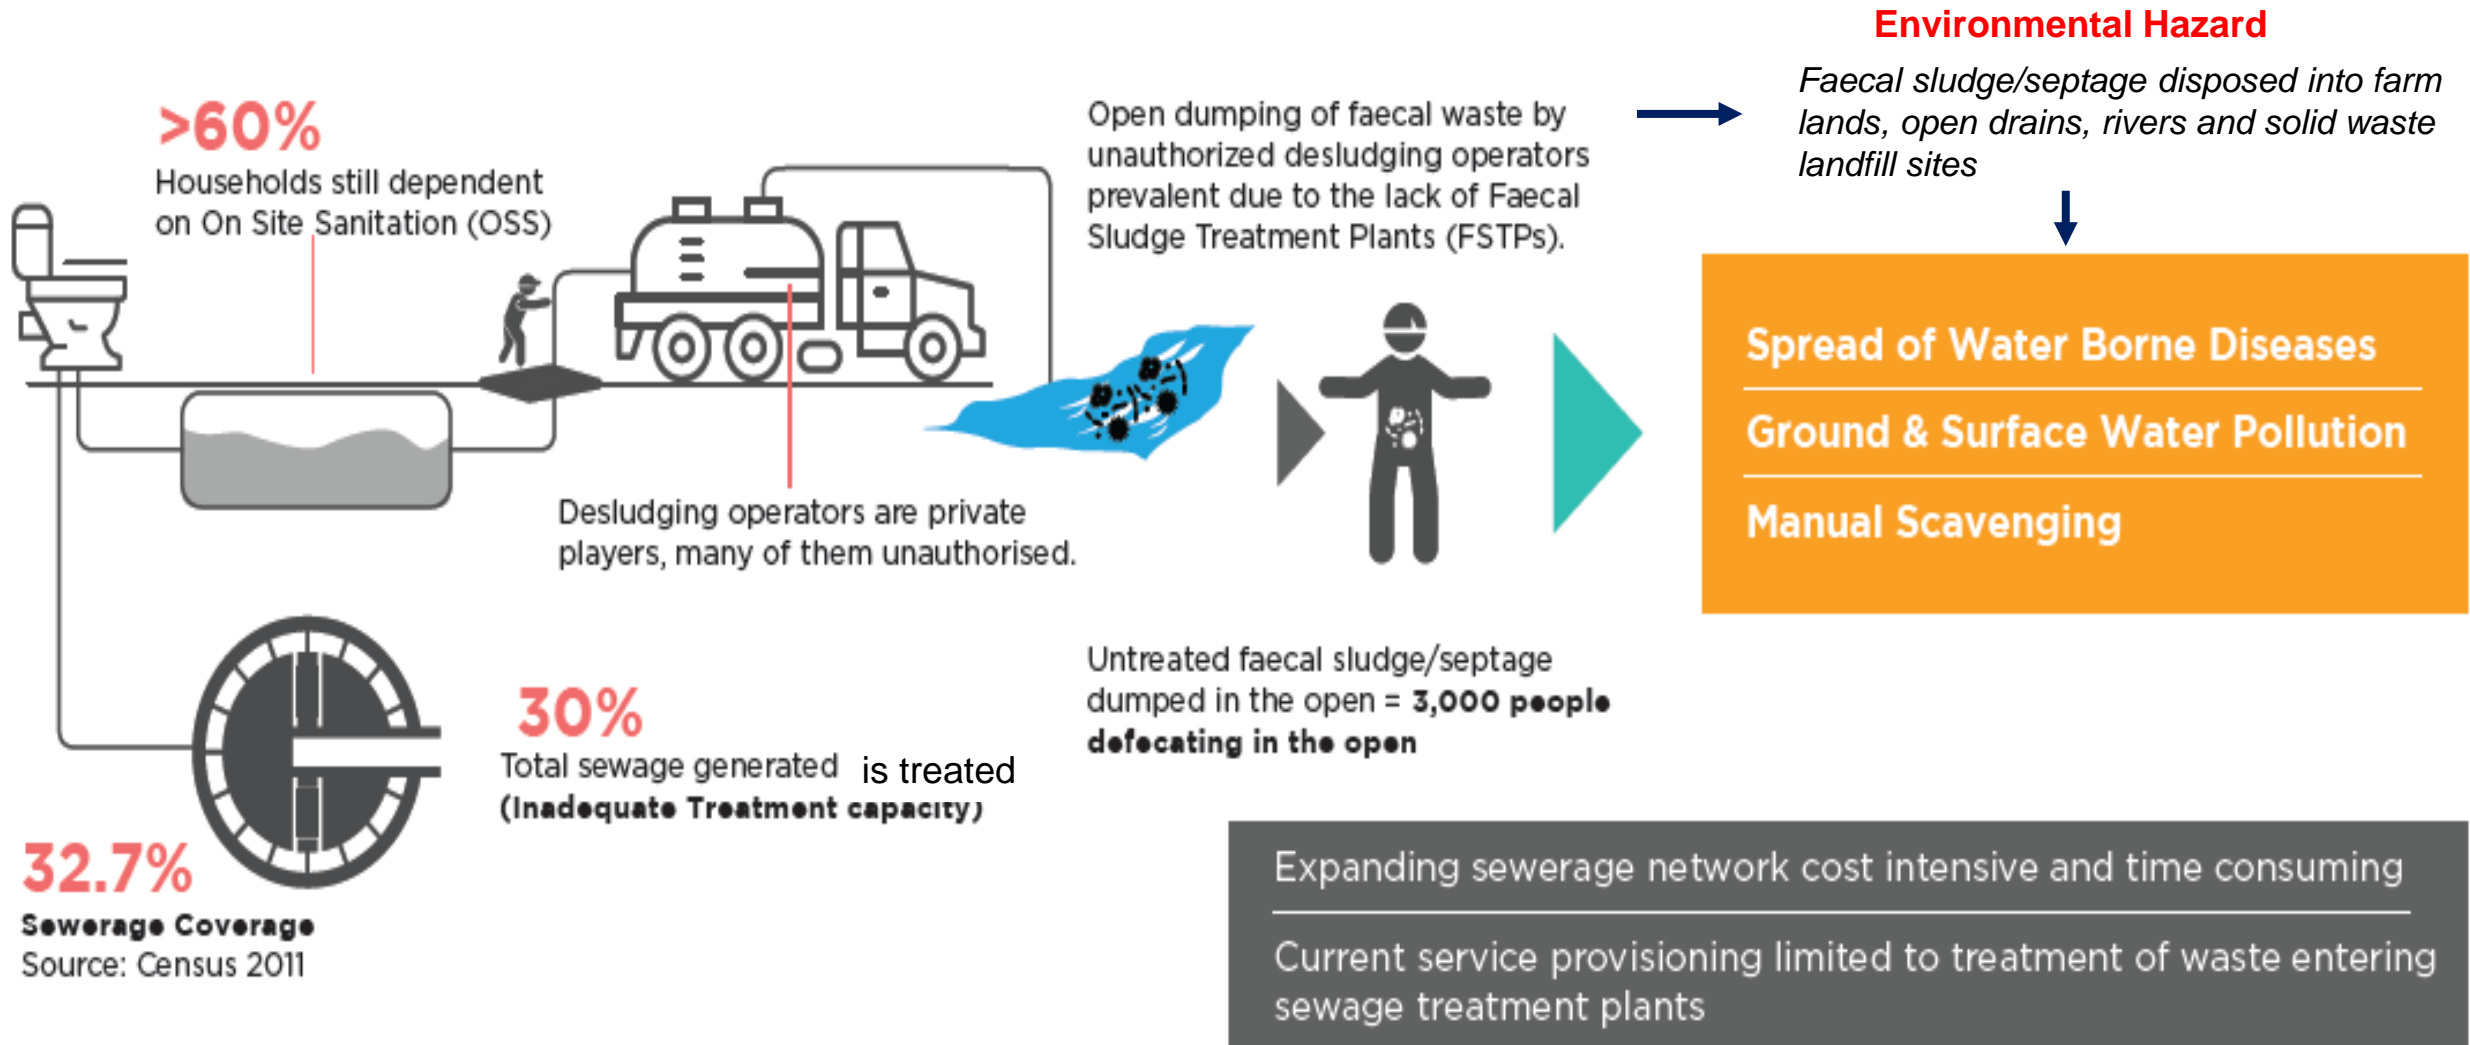 Environmental Hazard
Faecal sludge/septage disposed into farm
lands, open drains, rivers and solid waste
landfill sites
>60%
Households still dependent
on On Site Sanitation (OSS)
Open dumping of faecal waste by
unauthorized desludging operators
prevalent due to the lack of Faecal
Sludge Treatment Plants (FSTPs).
Spread of Water Borne Diseases
Ground & Surface Water Pollution
Manual Scavenging
Desludging operators are private
players, many of them unauthorised.
Untreated faecal sludge/septage
dumped in the open = 3,000 people
defecating in the open
30%
Total sewage generated is treated
(Inadequate Treatment capacity)
32.7%
Sewerage Coverage
Source: Census 2011
Expanding sewerage network cost intensive and time consuming
Current service provisioning limited to treatment of waste entering
sewage treatment plants